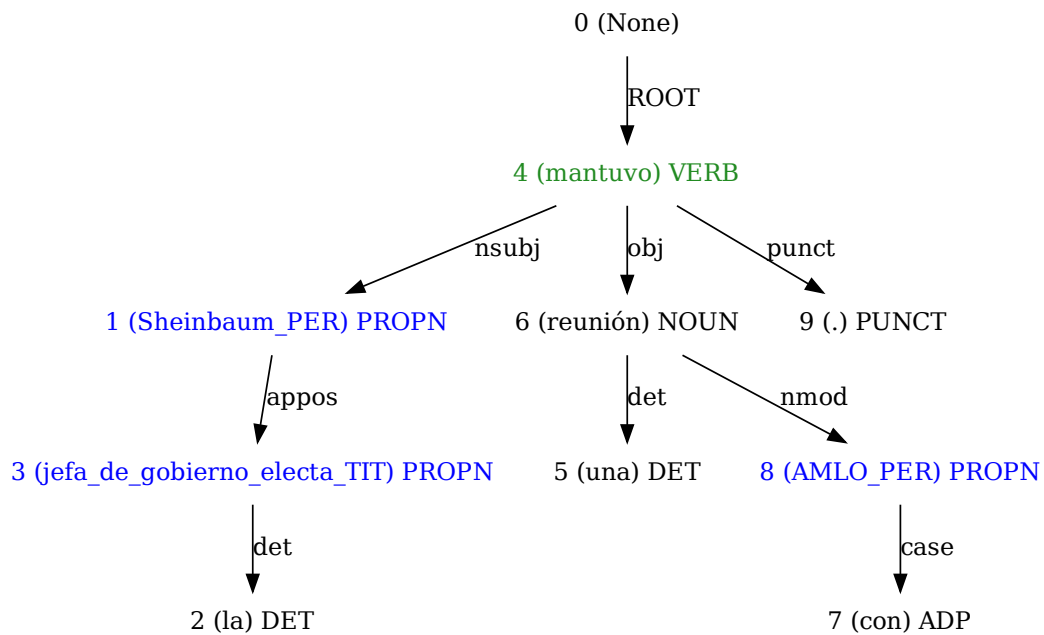 0 (None)
ROOT
4 (mantuvo) VERB
nsubj
obj
punct
1 (Sheinbaum_PER) PROPN
6 (reunión) NOUN
9 (.) PUNCT
appos
det
nmod
3 (jefa_de_gobierno_electa_TIT) PROPN
5 (una) DET
8 (AMLO_PER) PROPN
det
case
2 (la) DET
7 (con) ADP